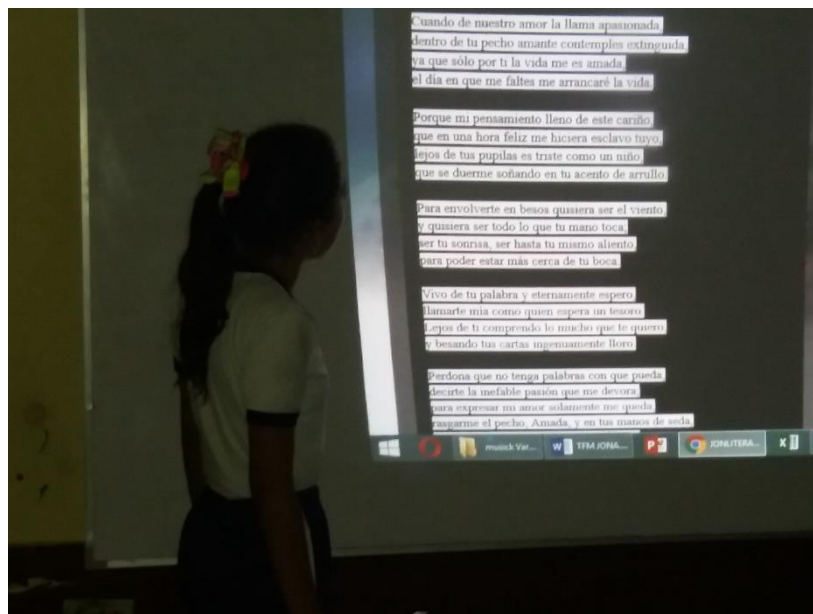 Cuando de nuestro amor la llama apasionada,
dentro de tu pecho amante contemples extinguida,
ya que sólo por ti la vida me es amada,
el día en que me faltes me arrancaré la vida.
Porque mi pensamiento lleno de este cariño,
que en una hora feliz me hiciera esclavo tuyo,
lejos de tus pupilas es triste como un niño,
que se duerme soñando en tu acento de arrullo.
Para envolverte en besos quisiera ser el viento,
y quisiera ser todo lo que tu mano toca,
ser tu sonrisa, ser hasta tu mismo aliento,
para poder estar más cerca de tu boca.
Vivo de tu palabra y eternamente espero
llamarte mia como quien espera un tesoro.
Lejos de ti comprendo lo mucho que te quiero
y besando tus cartas ingenuamente lloro.
Perdona que no tenga palabras con que pueda
decirte la inefable pasión que me devora
para expresar mi amor solamente me queda,
rasgarme el pecho, Amada, y en tus manos de seda,
musick Var...
W
TFM JONA...
P
JONLITERA...
X